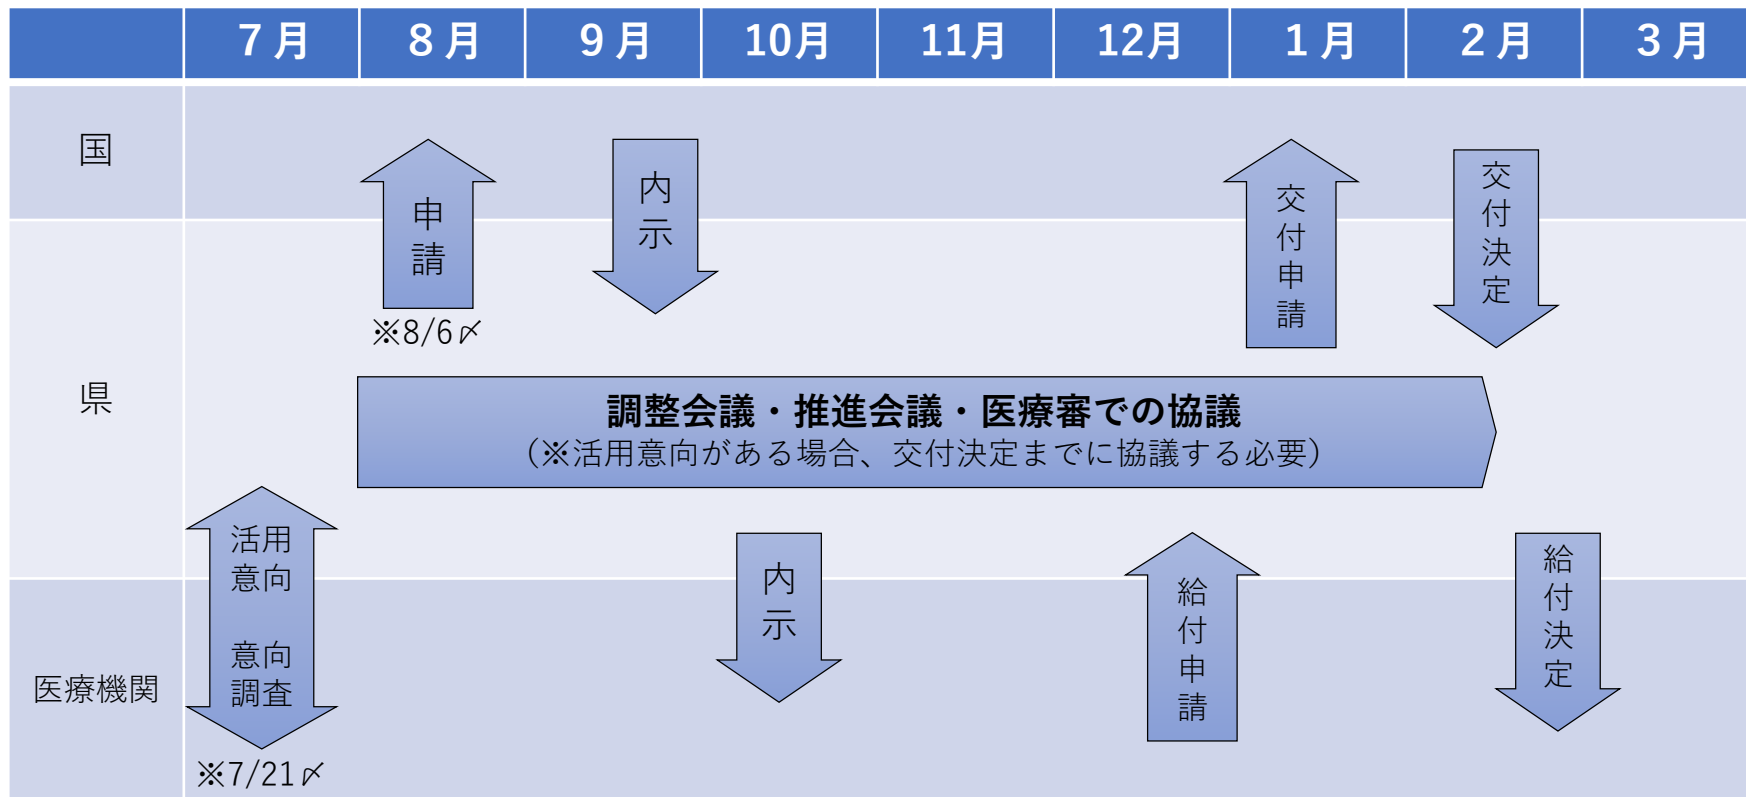 7月 8月 9月 10月 11月 12月 1月 2月 3月
国
申請
内示
交付申請
交付決定
※8/6〆
県
調整会議・推進会議・医療審での協議
（※活用意向がある場合、交付決定までに協議する必要）
活用
意向
意向
調査
内示
給付申請
給付決定
医療機関
※7/21〆